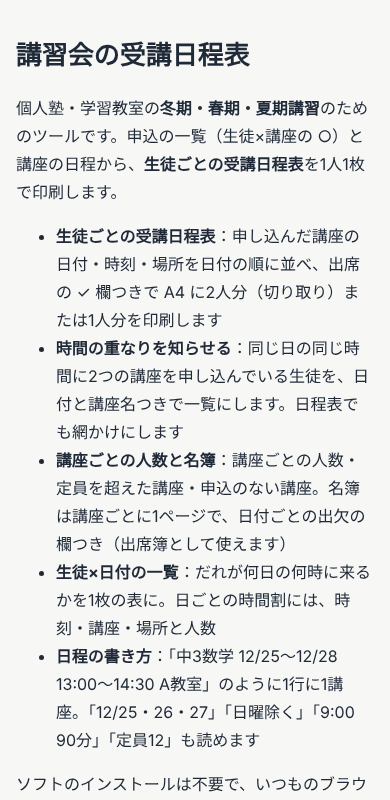 講習会の受講日程表
個人塾・学習教室の冬期・春期・夏期講習のため
のツールです。申込の一覧（生徒×講座の ○）と
講座の日程から、生徒ごとの受講日程表を1人1枚
で印刷します。
• 生徒ごとの受講日程表：申し込んだ講座の
日付・時刻・場所を日付の順に並べ、出席
の ✓ 欄つきで A4 に2人分（切り取り）ま
たは1人分を印刷します
• 時間の重なりを知らせる：同じ日の同じ時
間に2つの講座を申し込んでいる生徒を、日
付と講座名つきで一覧にします。日程表で
も網かけにします
• 講座ごとの人数と名簿：講座ごとの人数・
定員を超えた講座・申込のない講座。名簿
は講座ごとに1ページで、日付ごとの出欠の
欄つき（出席簿として使えます）
• 生徒×日付の一覧：だれが何日の何時に来る
かを1枚の表に。日ごとの時間割には、時
刻・講座・場所と人数
• 日程の書き方：「中3数学 12/25〜12/28
13:00〜14:30 A教室」のように1行に1講
座。「12/25・26・27」「日曜除く」「9:00
90分」「定員12」も読めます
ソフトのインストールは不要で、いつものブラウ